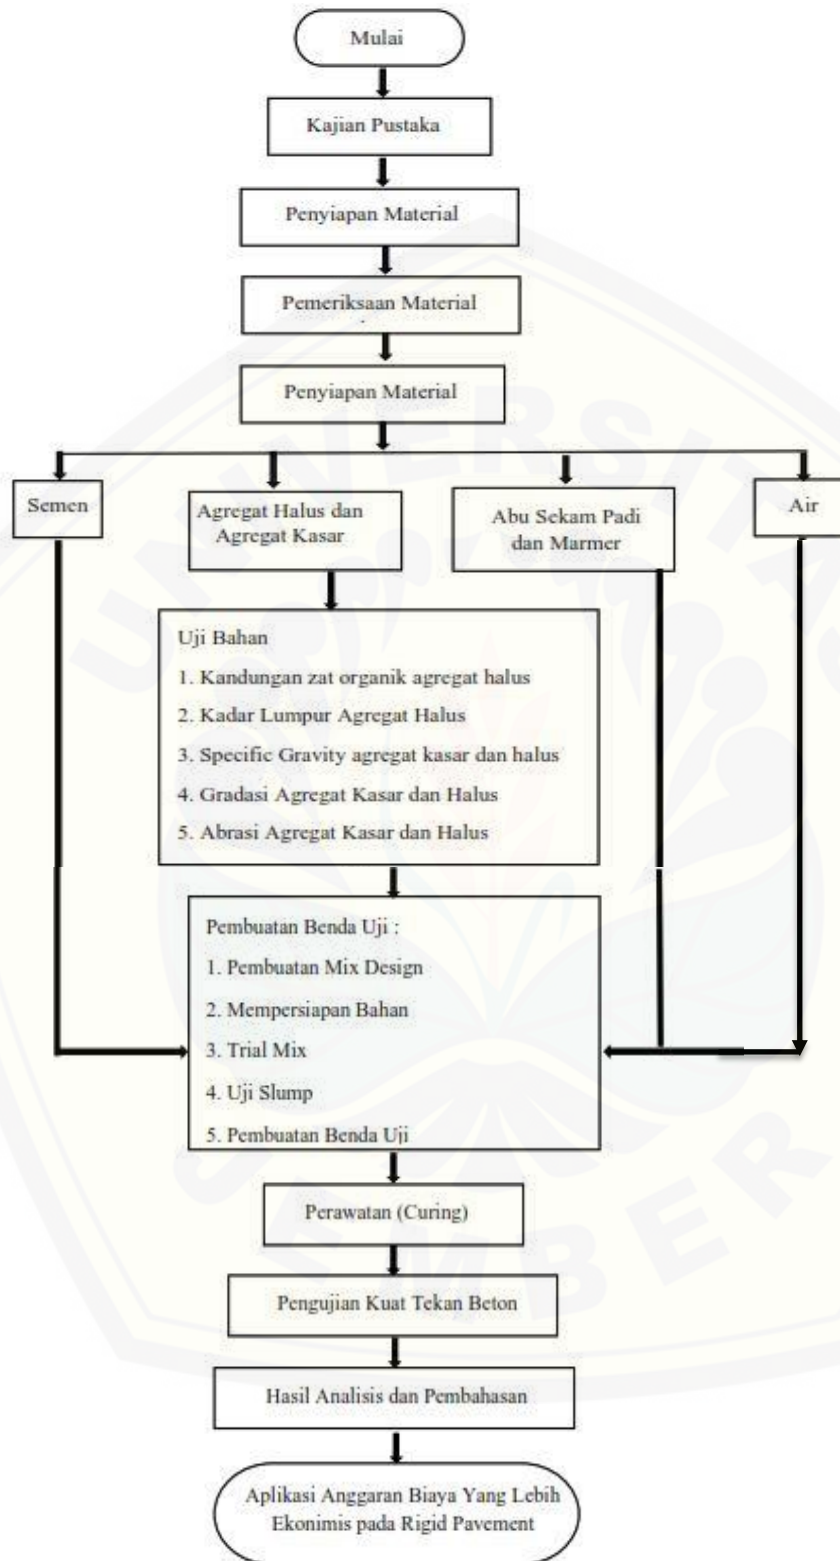 Mulai
Kajian Pustaka
Penyiapan Material
Pemeriksaan Material
Penyiapan Material
Semen
Agregat Halus dan
Agregat Kasar
Abu Sekam Padi
dan Marmer
Air
Uji Bahan
1. Kandungan zat organik agregat halus
2. Kadar Lumpur Agregat Halus
3. Specific Gravity agregat kasar dan halus
4. Gradasi Agregat Kasar dan Halus
5. Abrasi Agregat Kasar dan Halus
Pembuatan Benda Uji :
1. Pembuatan Mix Design
2. Mempersiapan Bahan
3. Trial Mix
4. Uji Slump
5. Pembuatan Benda Uji
Perawatan (Curing)
Pengujian Kuat Tekan Beton
Hasil Analisis dan Pembahasan
Aplikasi Anggaran Biaya Yang Lebih
Ekonimis pada Rigid Pavement
UNIVERSITAS
JEMBER